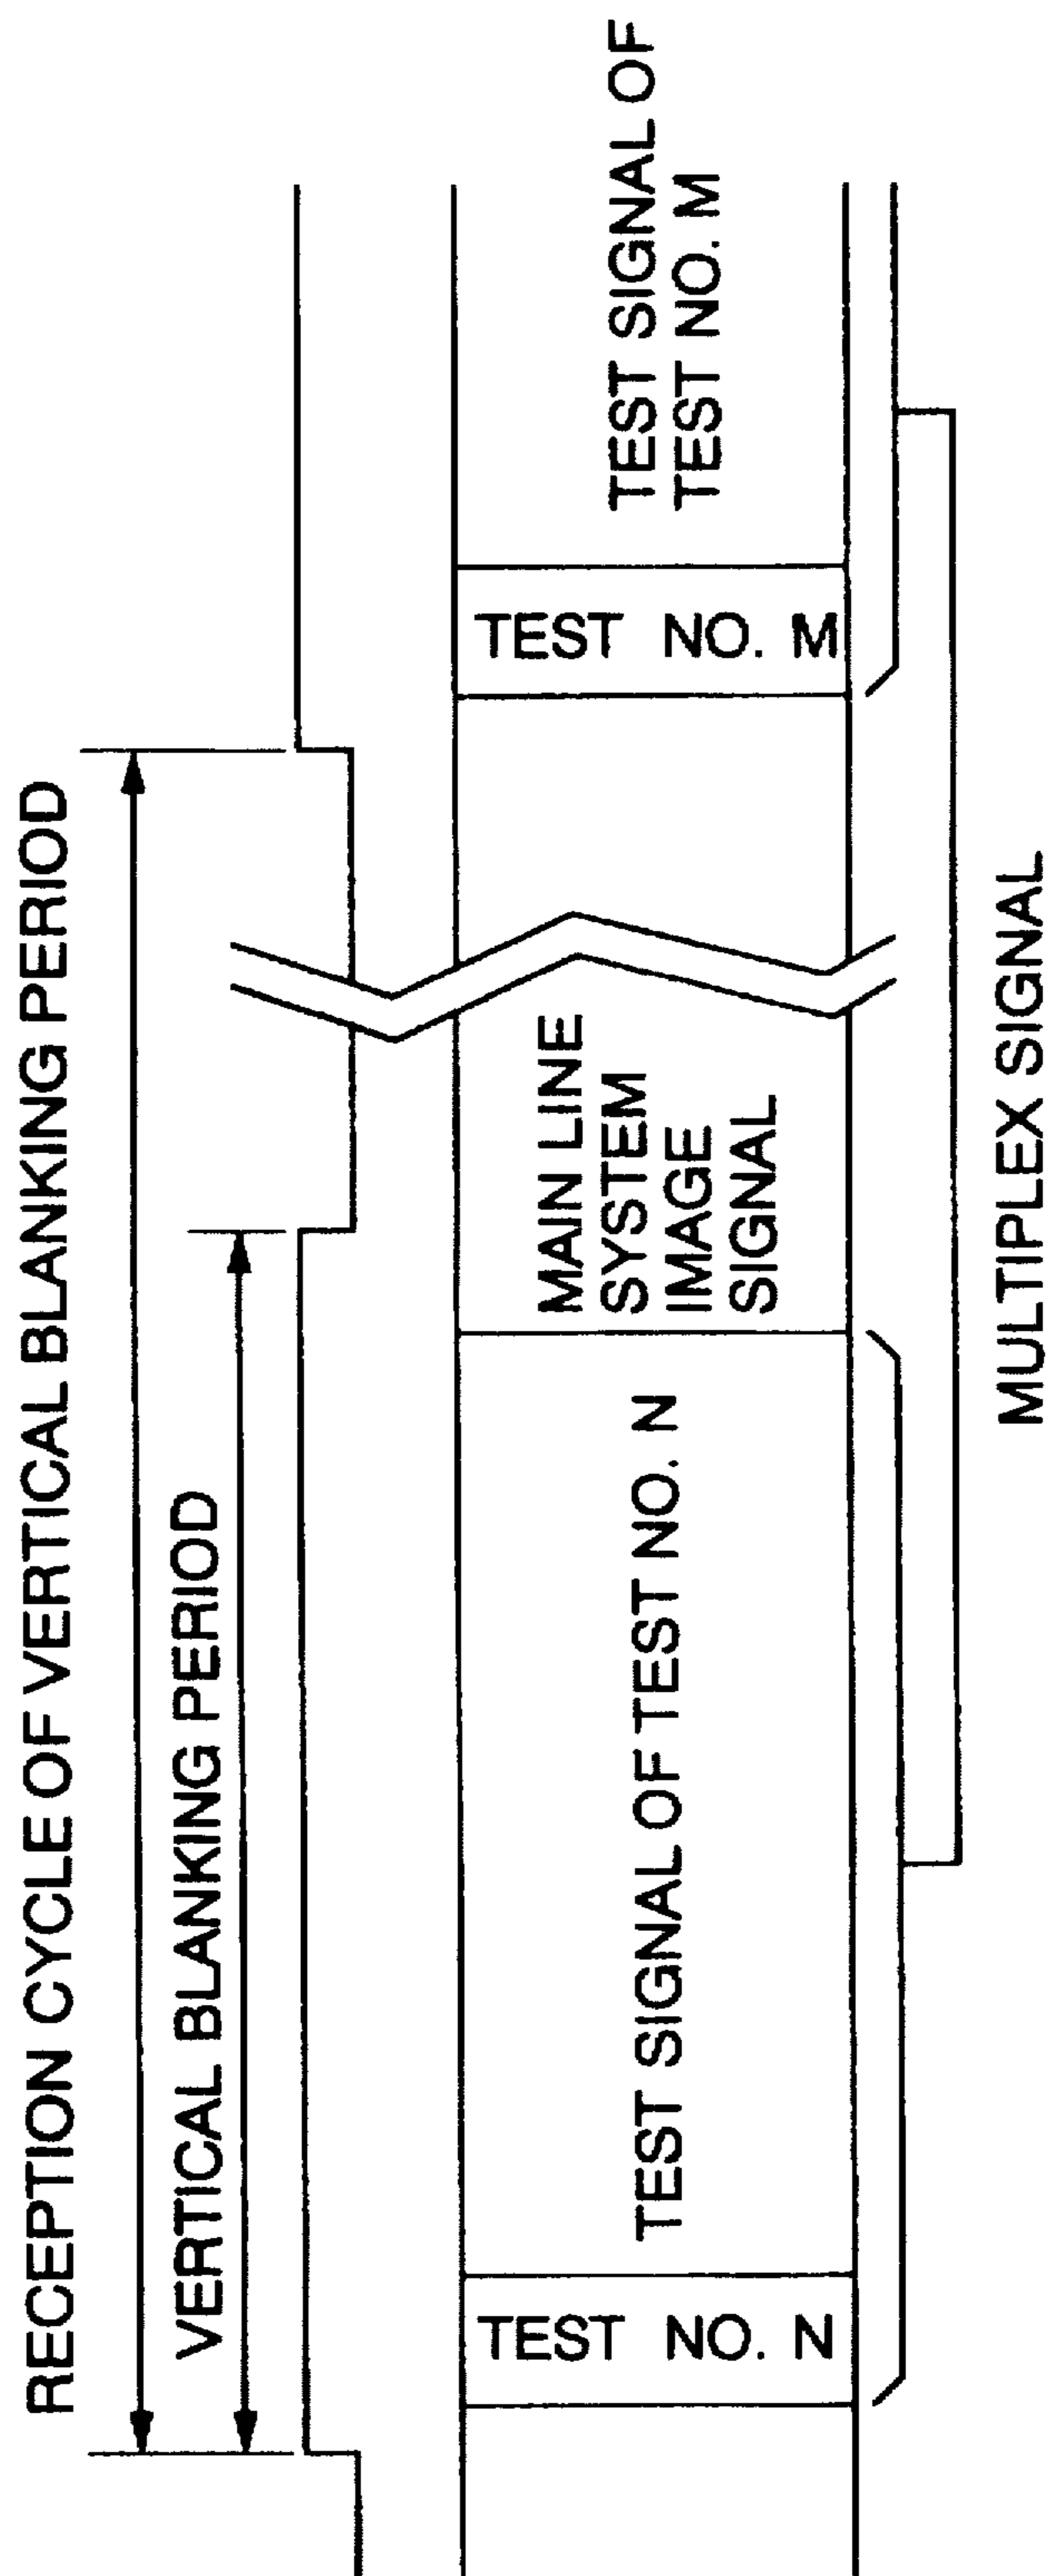 RECEPTION CYCLE OF VERTICAL BLANKING PERIOD
VERTICAL BLANKING PERIOD
TEST NO. N
TEST SIGNAL OF TEST NO. N
MAIN LINE
SYSTEM
IMAGE
SIGNAL
TEST NO. M
TEST SIGNAL OF
TEST NO. M
MULTIPLEX SIGNAL